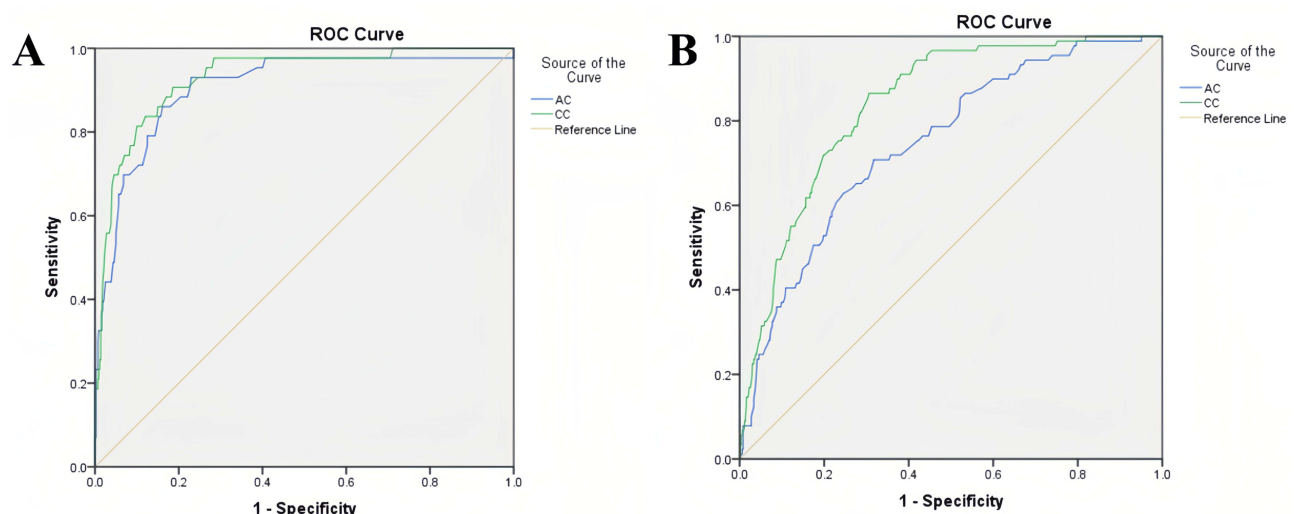 A
ROC Curve
Sensitivity
1.0
0.8
0.6
0.4
0.2
0.0
0.0 0.2 0.4 0.6 0.8 1.0
1 - Specificity
Source of the
Curve
AC
CC
Reference Line
B
ROC Curve
Sensitivity
1.0
0.8
0.6
0.4
0.2
0.0
0.0 0.2 0.4 0.6 0.8 1.0
1 - Specificity
Source of the
Curve
AC
CC
Reference Line